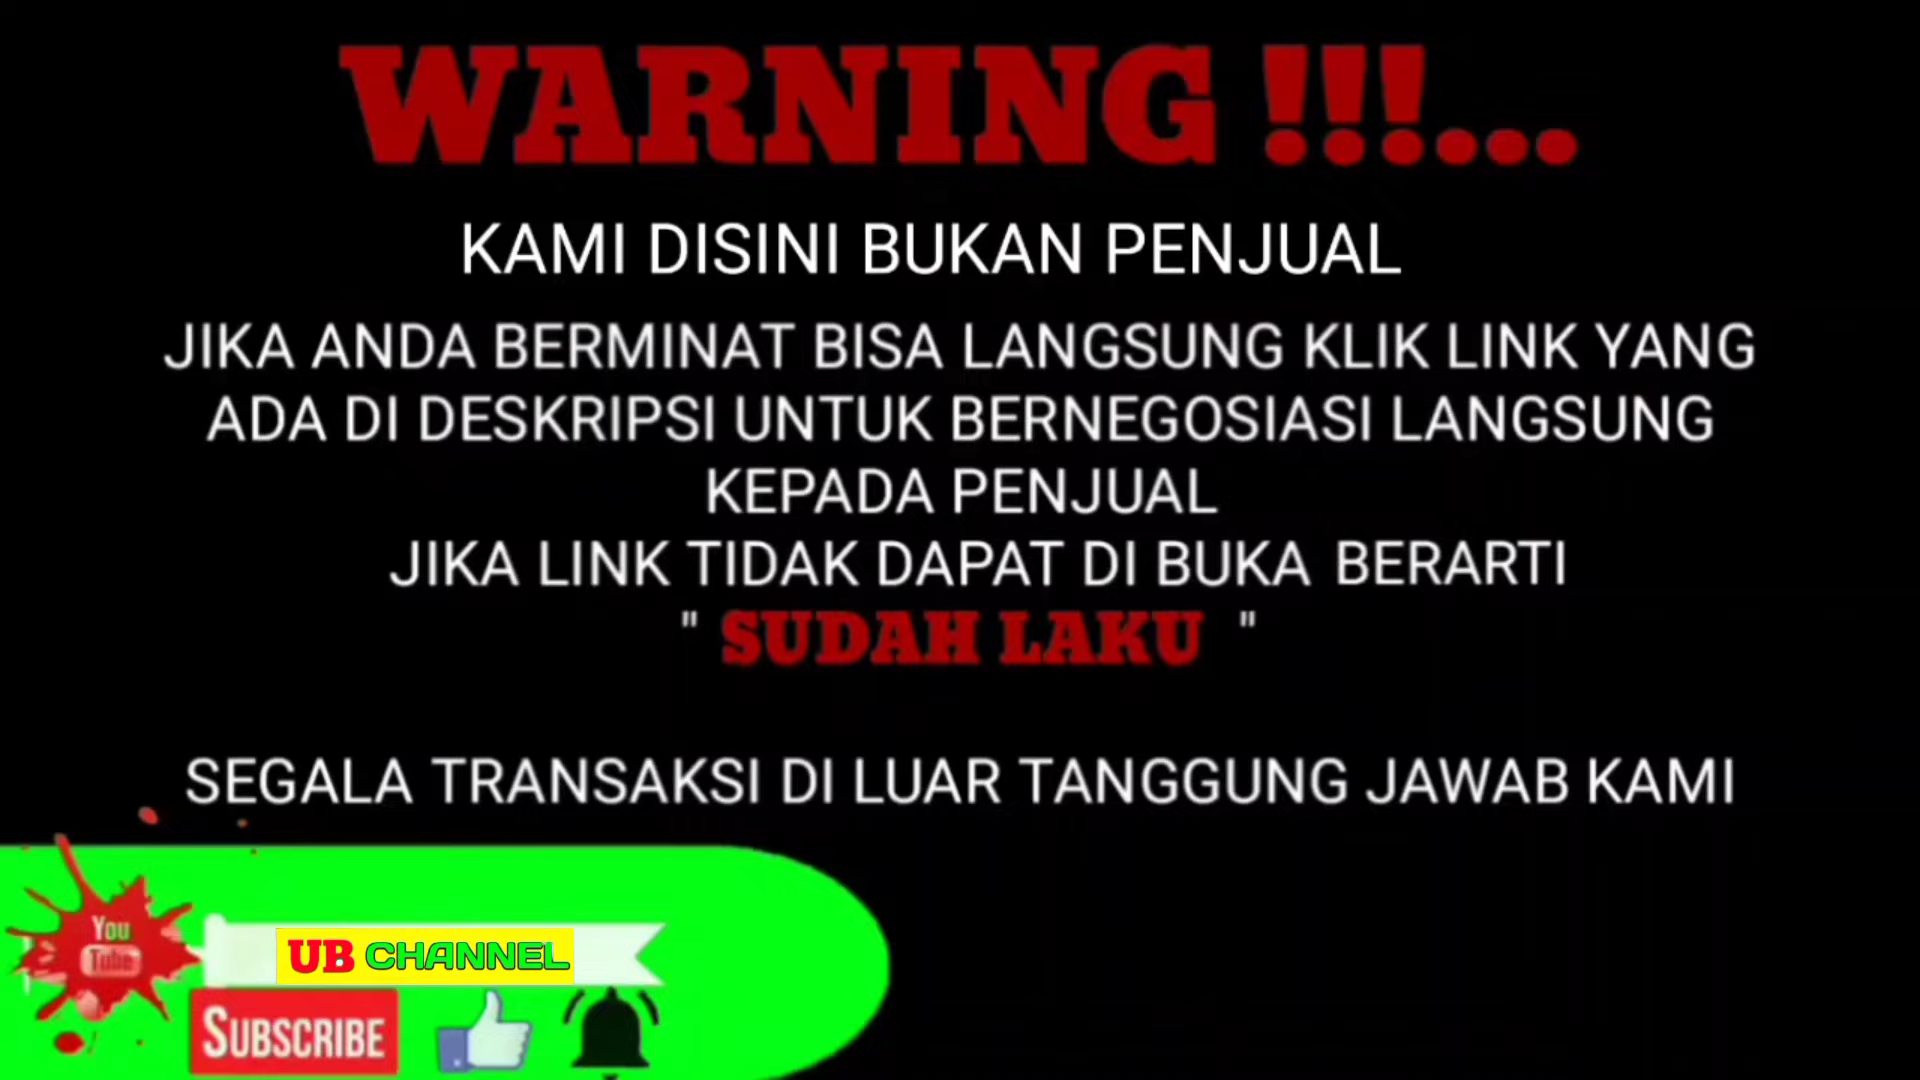 WARNING !!!...
KAMI DISINI BUKAN PENJUAL
JIKA ANDA BERMINAT BISA LANGSUNG KLIK LINK YANG
ADA DI DESKRIPSI UNTUK BERNEGOSIASI LANGSUNG
KEPADA PENJUAL
JIKA LINK TIDAK DAPAT DI BUKA BERARTI
" SUDAH LAKU "
SEGALA TRANSAKSI DI LUAR TANGGUNG JAWAB KAMI
You
Tube
UB CHANNEL
SUBSCRIBE